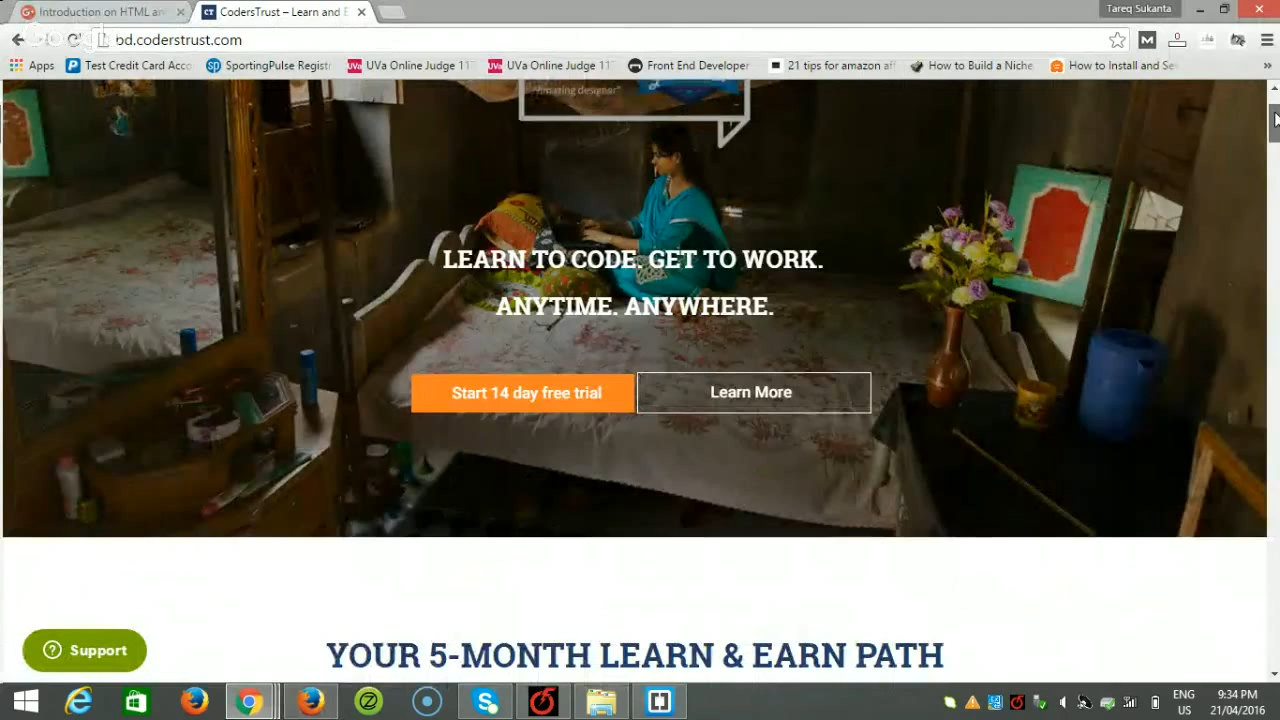 Introduction on HTML an
CodersTrust – Learn and E
Tareq Sukanta
bd.coderstrust.com
Apps
Test Credit Card Acco
SportingPulse Registr
UVa Online Judge 11
UVa Online Judge 11
Front End Developer
21 tips for amazon af
How to Build a Niche
How to Install and Se
»
"Amazing designer"
LEARN TO CODE. GET TO WORK.
ANYTIME. ANYWHERE.
Start 14 day free trial
Learn More
YOUR 5-MONTH LEARN & EARN PATH
Support
ENG
US
9:34 PM
21/04/2016